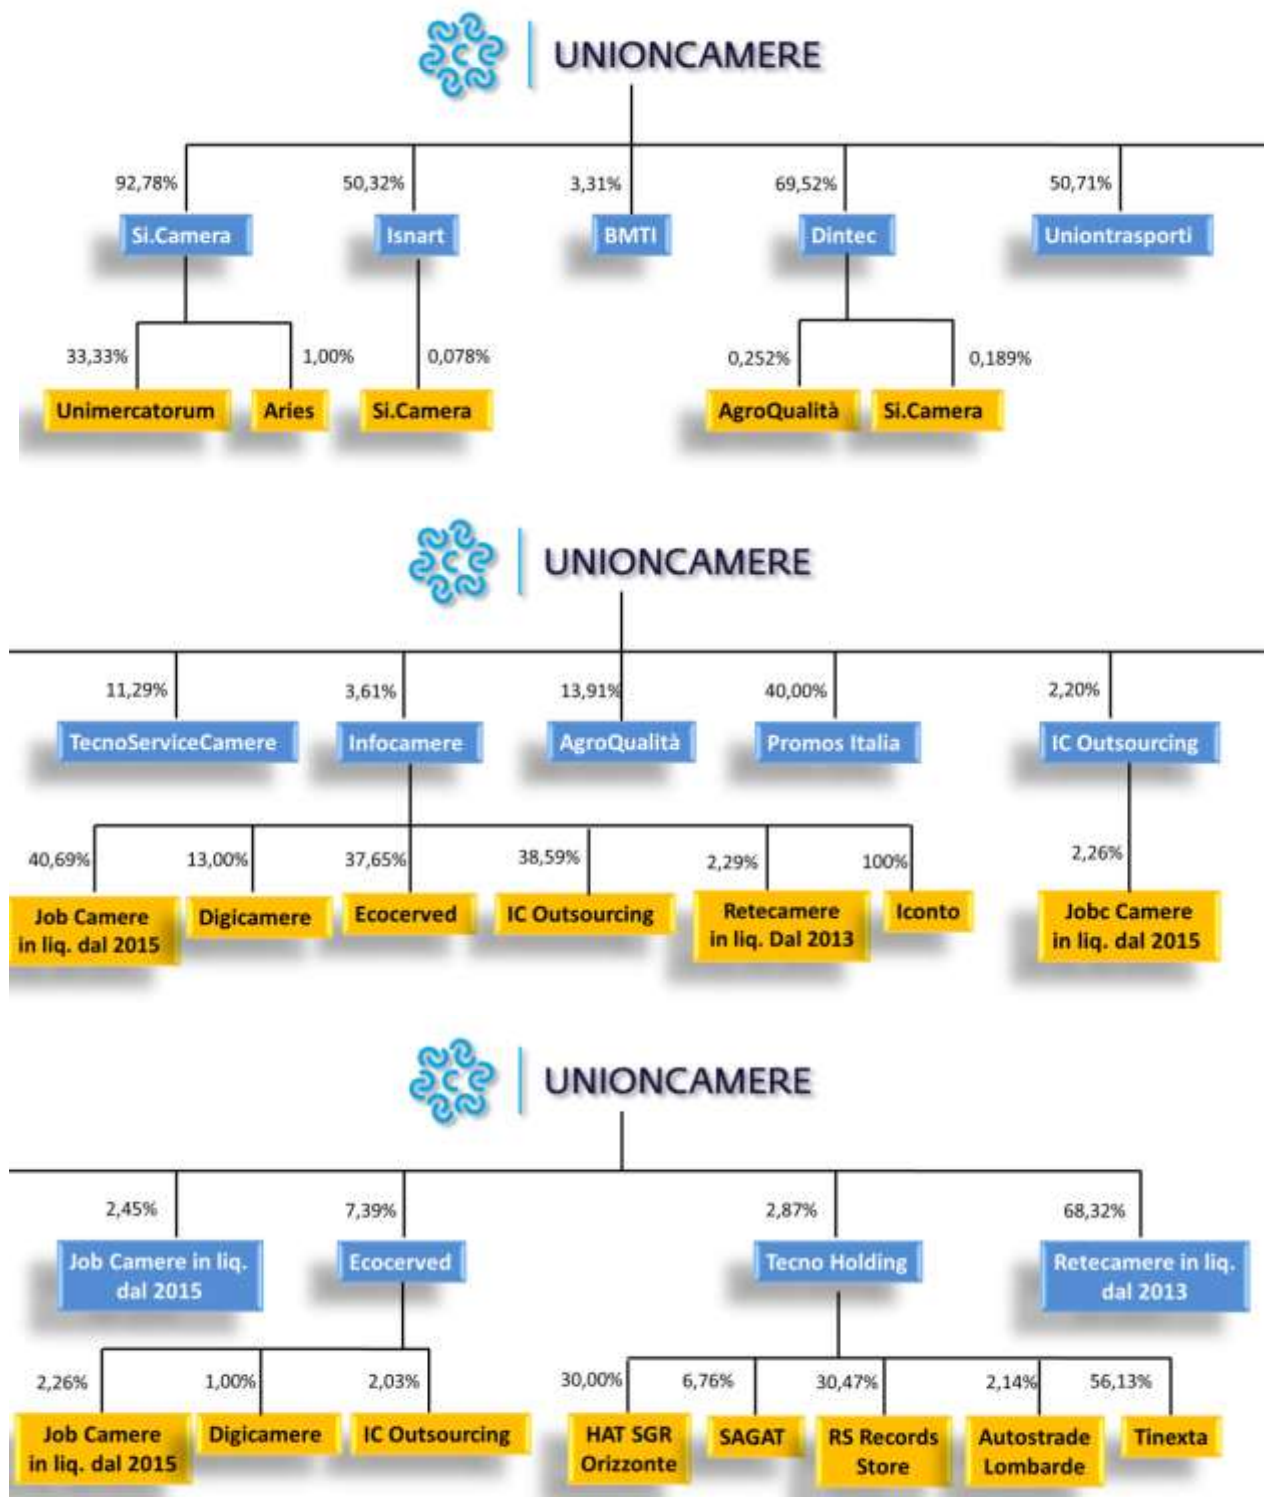 UNIONCAMERE
92,78% 50,32% 3,31% 69,52% 50,71%
Si.Camera Isnart BMTI Dintec Uniontrasporti
33,33% 1,00% 0,078% 0,252% 0,189%
Unimercatorum Aries Si.Camera AgroQualità Si.Camera
UNIONCAMERE
11,29% 3,61% 13,91% 40,00% 2,20%
TecnoServiceCamere Infocamere AgroQualità Promos Italia IC Outsourcing
40,69% 13,00% 37,65% 38,59% 2,29% 100% 2,26%
Job Camere
in liq. dal 2015
Digicamere
Ecocerved
IC Outsourcing
Retecamere
in liq. Dal 2013
Iconto
Jobc Camere
in liq. dal 2015
UNIONCAMERE
2,45% 7,39% 2,87% 68,32%
Job Camere in liq.
dal 2015
Ecocerved
Tecno Holding
Retecamere in liq.
dal 2013
2,26% 1,00% 2,03% 30,00% 6,76% 30,47% 2,14% 56,13%
Job Camere
in liq. dal 2015
Digicamere
IC Outsourcing
HAT SGR
Orizzonte
SAGAT
RS Records
Store
Autostrade
Lombarde
Tinexta